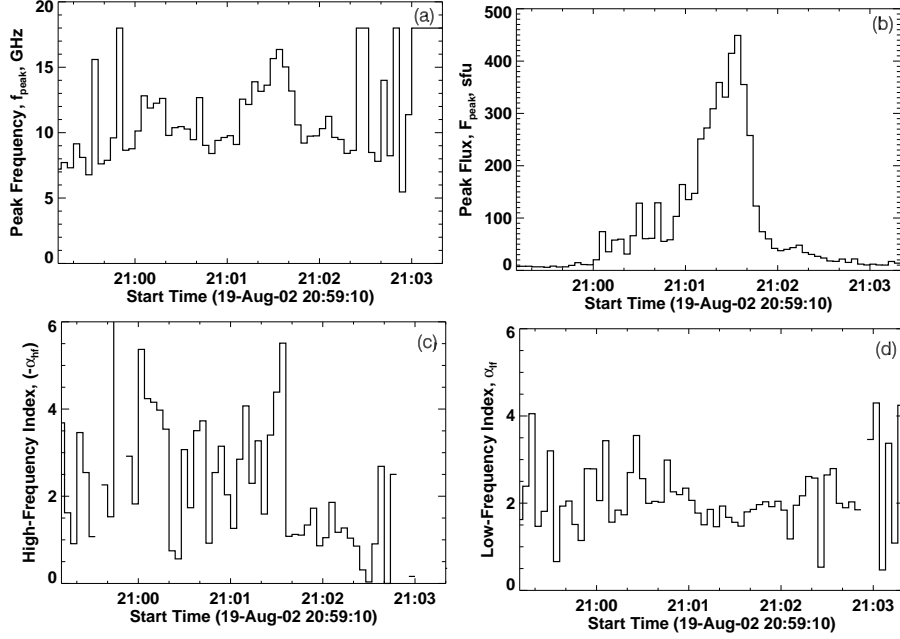 (a)
Peak Frequency, f_peak, GHz
20
15
10
5
0
21:00 21:01 21:02 21:03
Start Time (19-Aug-02 20:59:10)
(b)
Peak Flux, F_peak, sfu
500
400
300
200
100
0
21:00 21:01 21:02 21:03
Start Time (19-Aug-02 20:59:10)
(c)
High-Frequency Index, (-α_hf)
6
4
2
0
21:00 21:01 21:02 21:03
Start Time (19-Aug-02 20:59:10)
(d)
Low-Frequency Index, α_lf
6
4
2
0
21:00 21:01 21:02 21:03
Start Time (19-Aug-02 20:59:10)